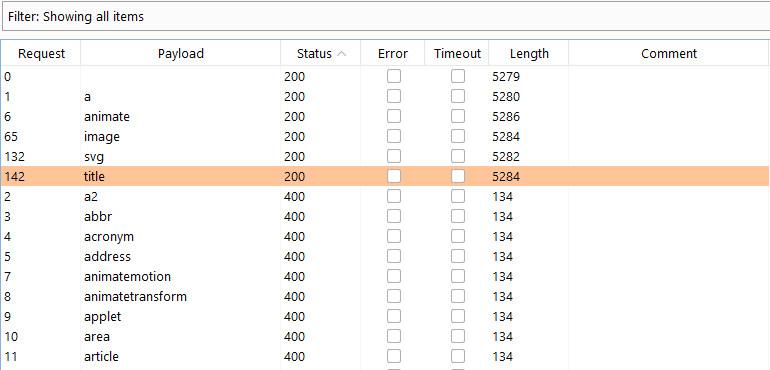 Filter: Showing all items
Request Payload Status Error Timeout Length Comment
0 200 5279
1 a 200 5280
6 animate 200 5286
65 image 200 5284
132 svg 200 5282
142 title 200 5284
2 a2 400 134
3 abbr 400 134
4 acronym 400 134
5 address 400 134
7 animatemotion 400 134
8 animatetransform 400 134
9 applet 400 134
10 area 400 134
11 article 400 134